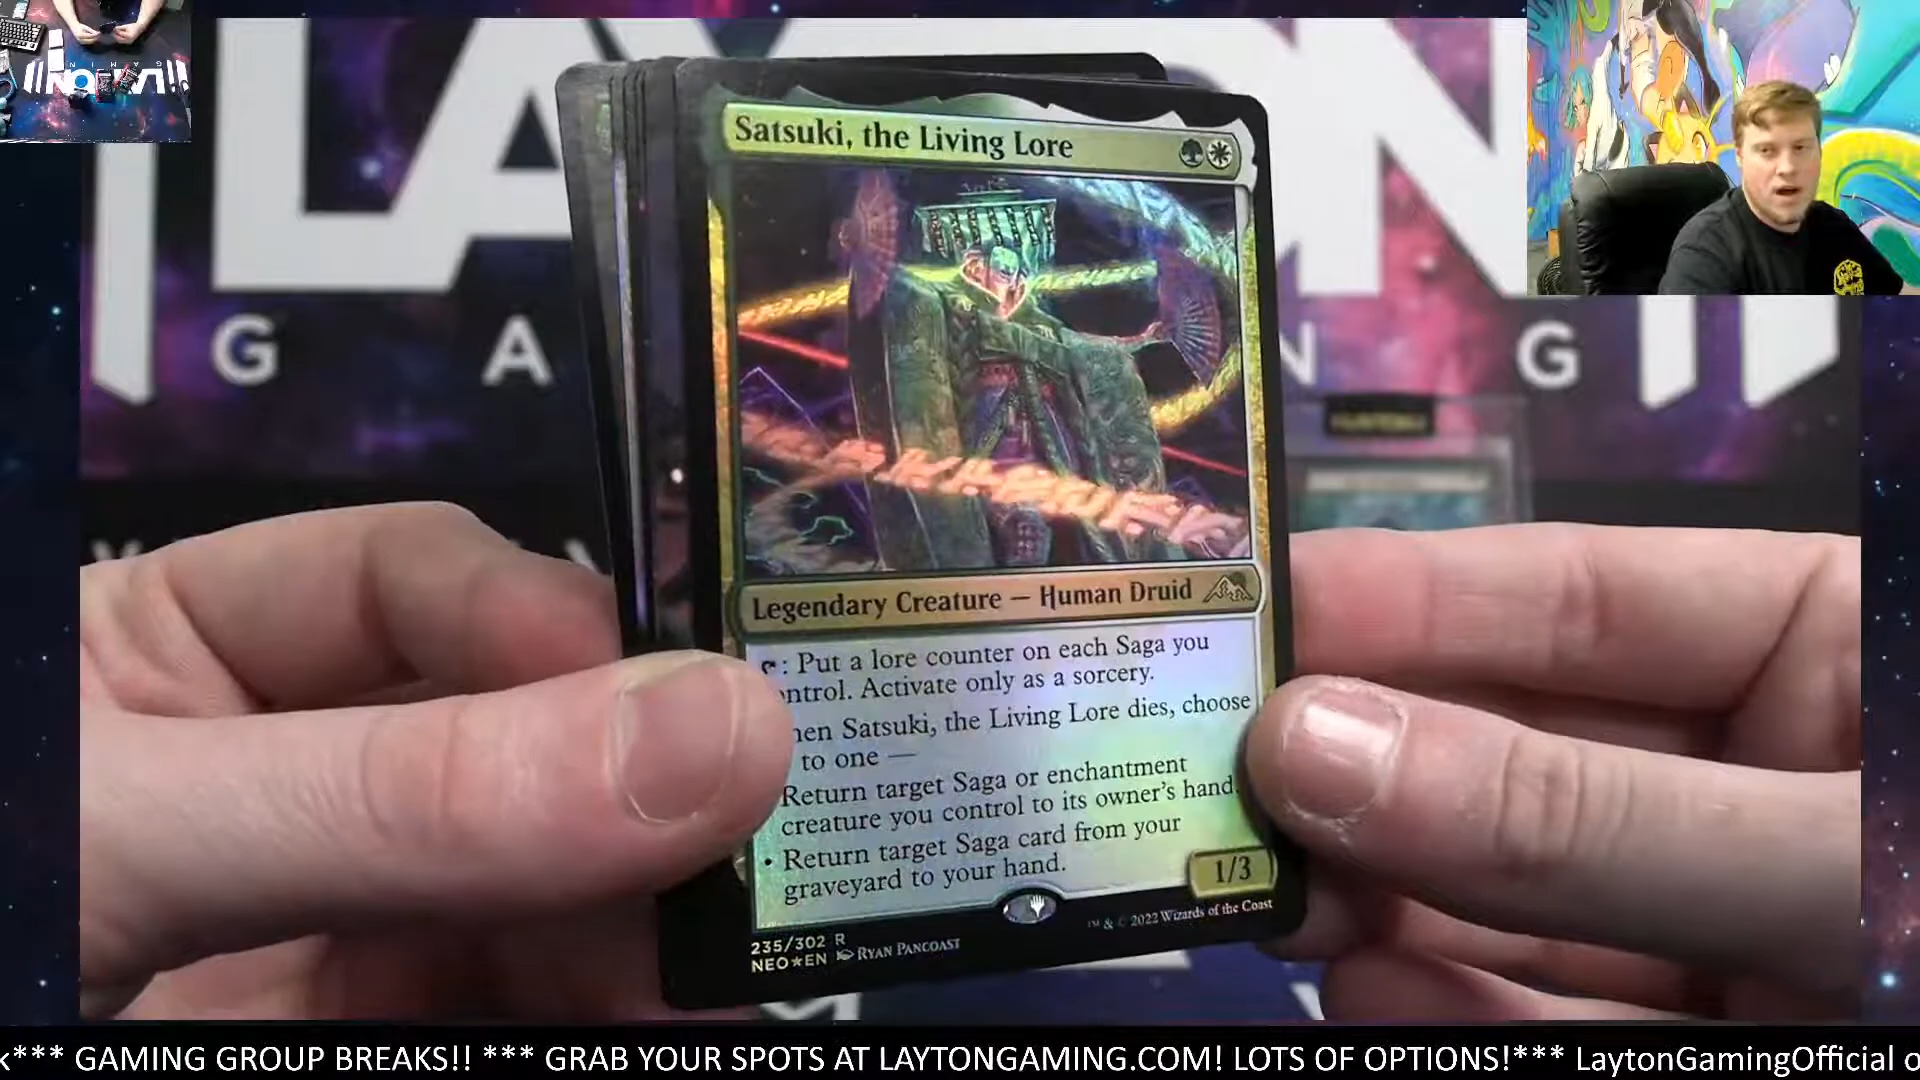 LAYTON
GAMING
Satsuki, the Living Lore
Legendary Creature — Human Druid
: Put a lore counter on each Saga you
ntrol. Activate only as a sorcery.
hen Satsuki, the Living Lore dies, choose
to one —
Return target Saga or enchantment
creature you control to its owner's hand.
• Return target Saga card from your
graveyard to your hand.
1/3
235/302 R
NEO★EN RYAN PANCOAST
™ & © 2022 Wizards of the Coast
k*** GAMING GROUP BREAKS!! *** GRAB YOUR SPOTS AT LAYTONGAMING.COM! LOTS OF OPTIONS!*** LaytonGamingOfficial o